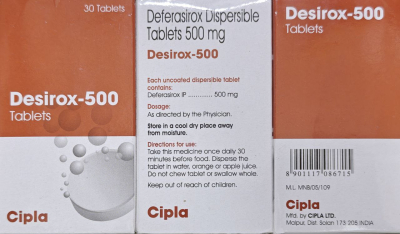 30 Tablets
Desirox-500
Tablets
Cipla
Deferasirox Dispersible
Tablets 500 mg
Desirox-500
Each uncoated dispersible tablet
contains:
Deferasirox IP ............ 500 mg
Dosage:
As directed by the Physician.
Store in a cool dry place away
from moisture.
Directions for use:
Take this medicine once daily 30
minutes before food. Disperse the
tablet in water, orange or apple juice.
Do not chew tablet or swallow whole.
Keep out of reach of children.
Cipla
Desirox-500
Tablets
8 901117 086715
M.L. MNB/05/109
Cipla
Mfd. by CIPLA LTD.
Malpur, Dist. Solan 173 205 INDIA